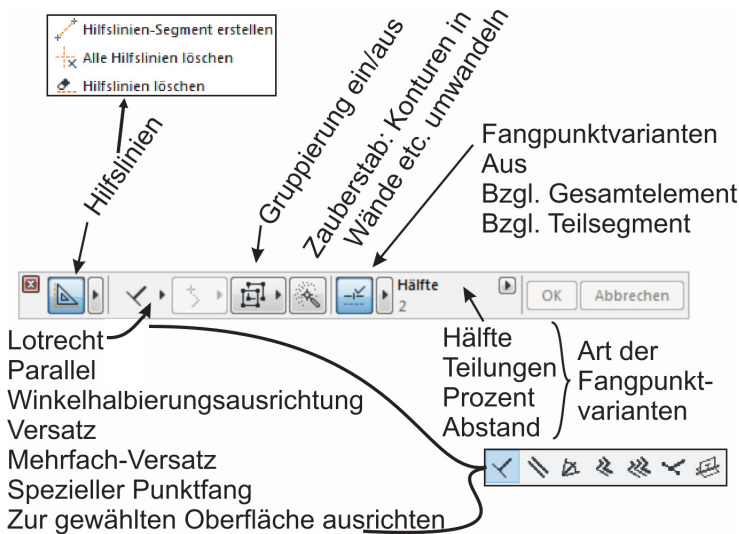 Hilfslinien-Segment erstellen
Alle Hilfslinien löschen
Hilfslinien löschen
Hilfslinien
Gruppierung ein/aus
Zauberstab: Konturen in
Wände etc. umwandeln
Fangpunktvarianten
Aus
Bzgl. Gesamtelement
Bzgl. Teilsegment
Hälfte
2
OK
Abbrechen
Lotrecht
Parallel
Winkelhalbierungsausrichtung
Versatz
Mehrfach-Versatz
Spezieller Punktfang
Zur gewählten Oberfläche ausrichten
Hälfte
Teilungen
Prozent
Abstand
Art der
Fangpunkt-
varianten